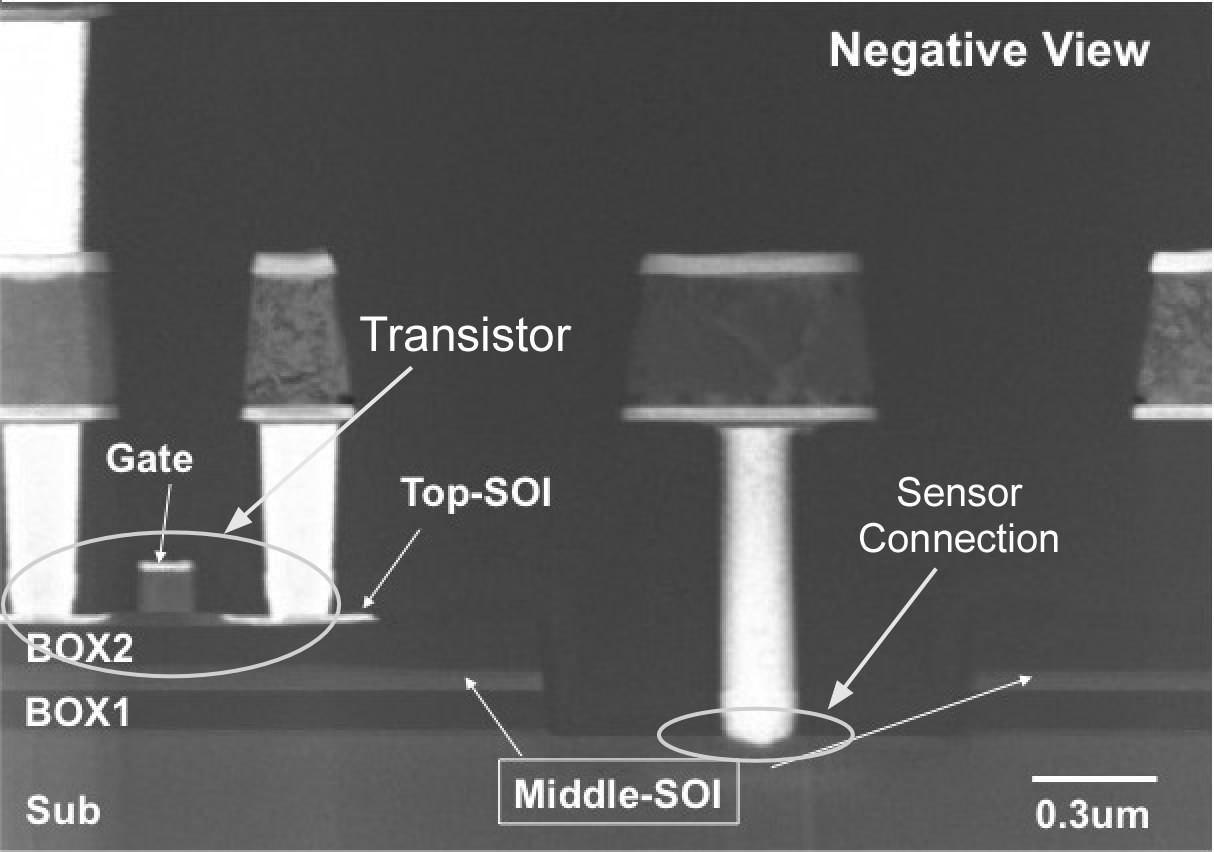 Negative View
Transistor
Gate
Top-SOI
Sensor
Connection
BOX2
BOX1
Middle-SOI
Sub
0.3um